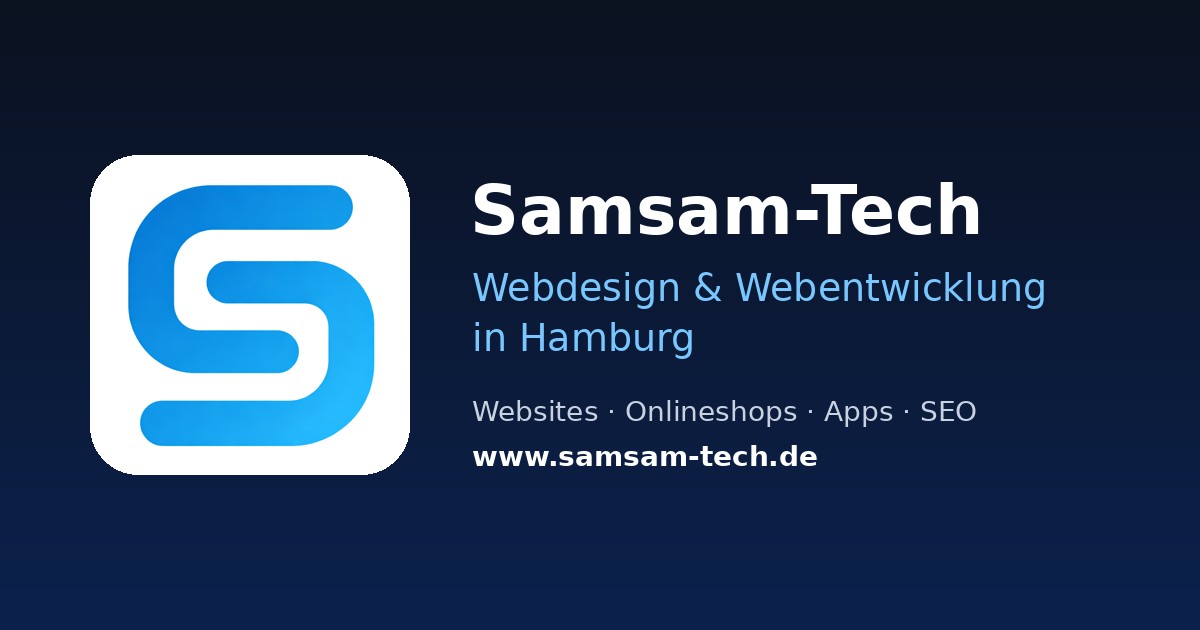 Samsam-Tech
Webdesign & Webentwicklung
in Hamburg
Websites · Onlineshops · Apps · SEO
www.samsam-tech.de